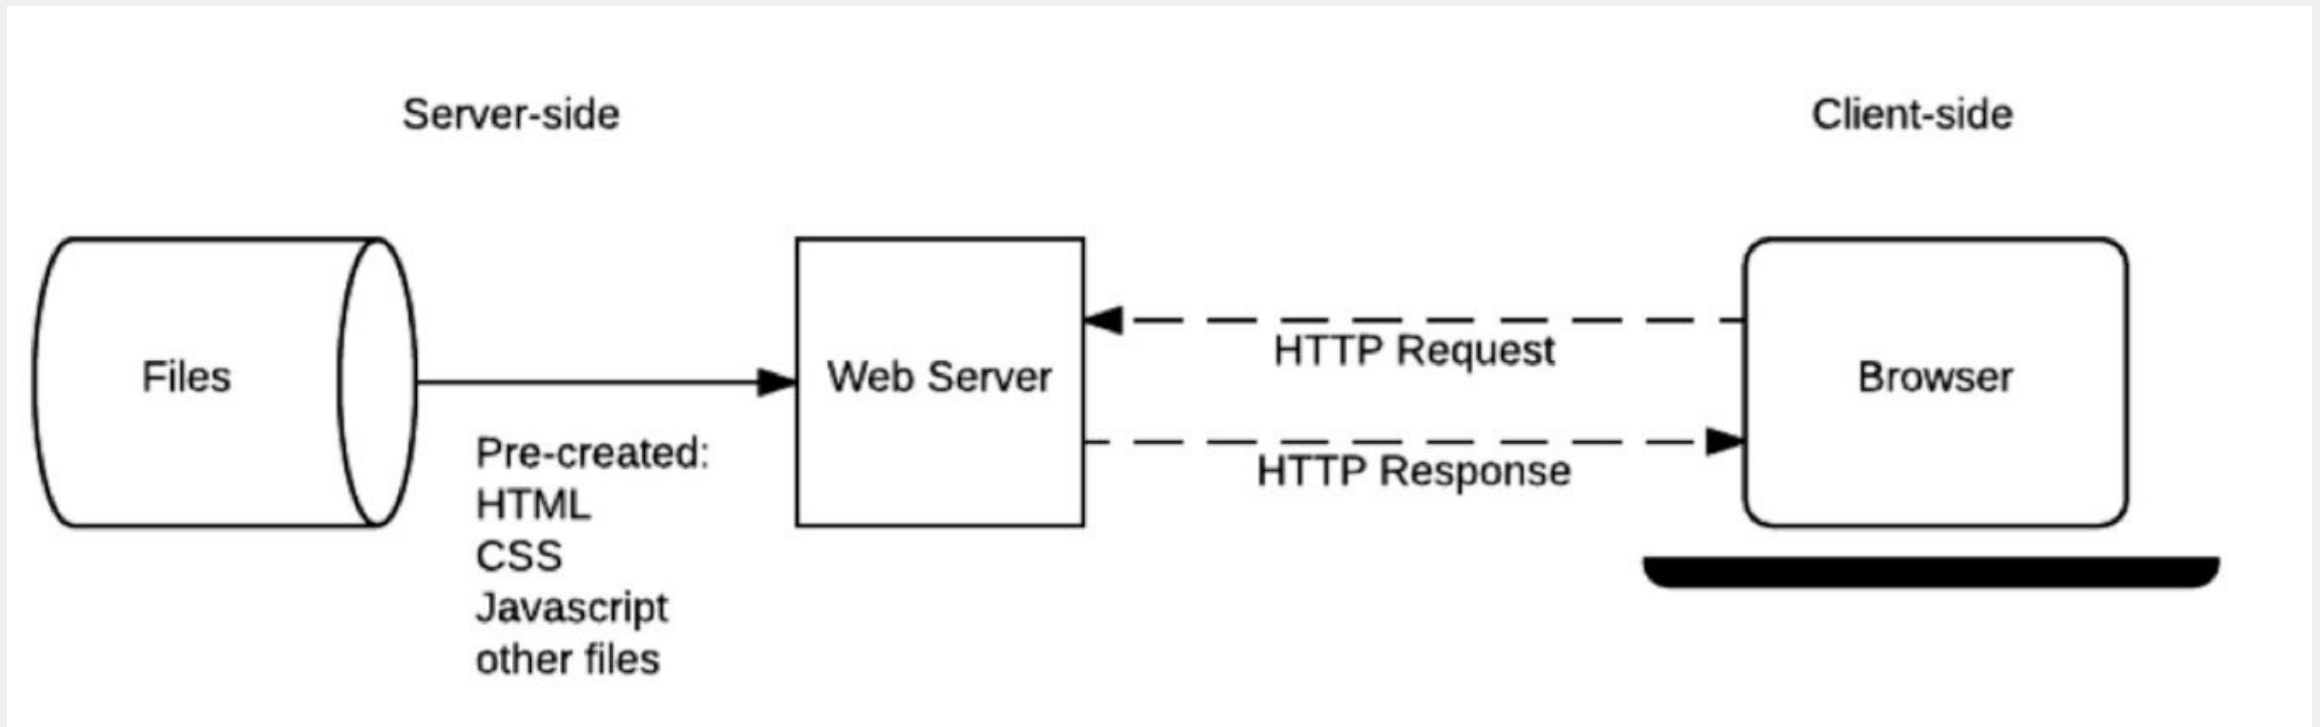 Server-side
Client-side
Files
Pre-created:
HTML
CSS
Javascript
other files
Web Server
HTTP Request
HTTP Response
Browser